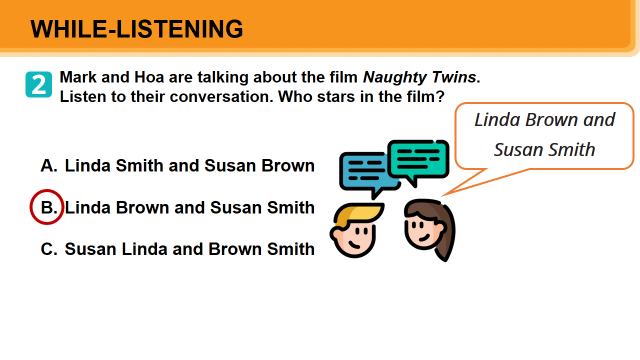 WHILE-LISTENING
2 Mark and Hoa are talking about the film Naughty Twins.
Listen to their conversation. Who stars in the film?
Linda Brown and
Susan Smith
A. Linda Smith and Susan Brown
B. Linda Brown and Susan Smith
C. Susan Linda and Brown Smith